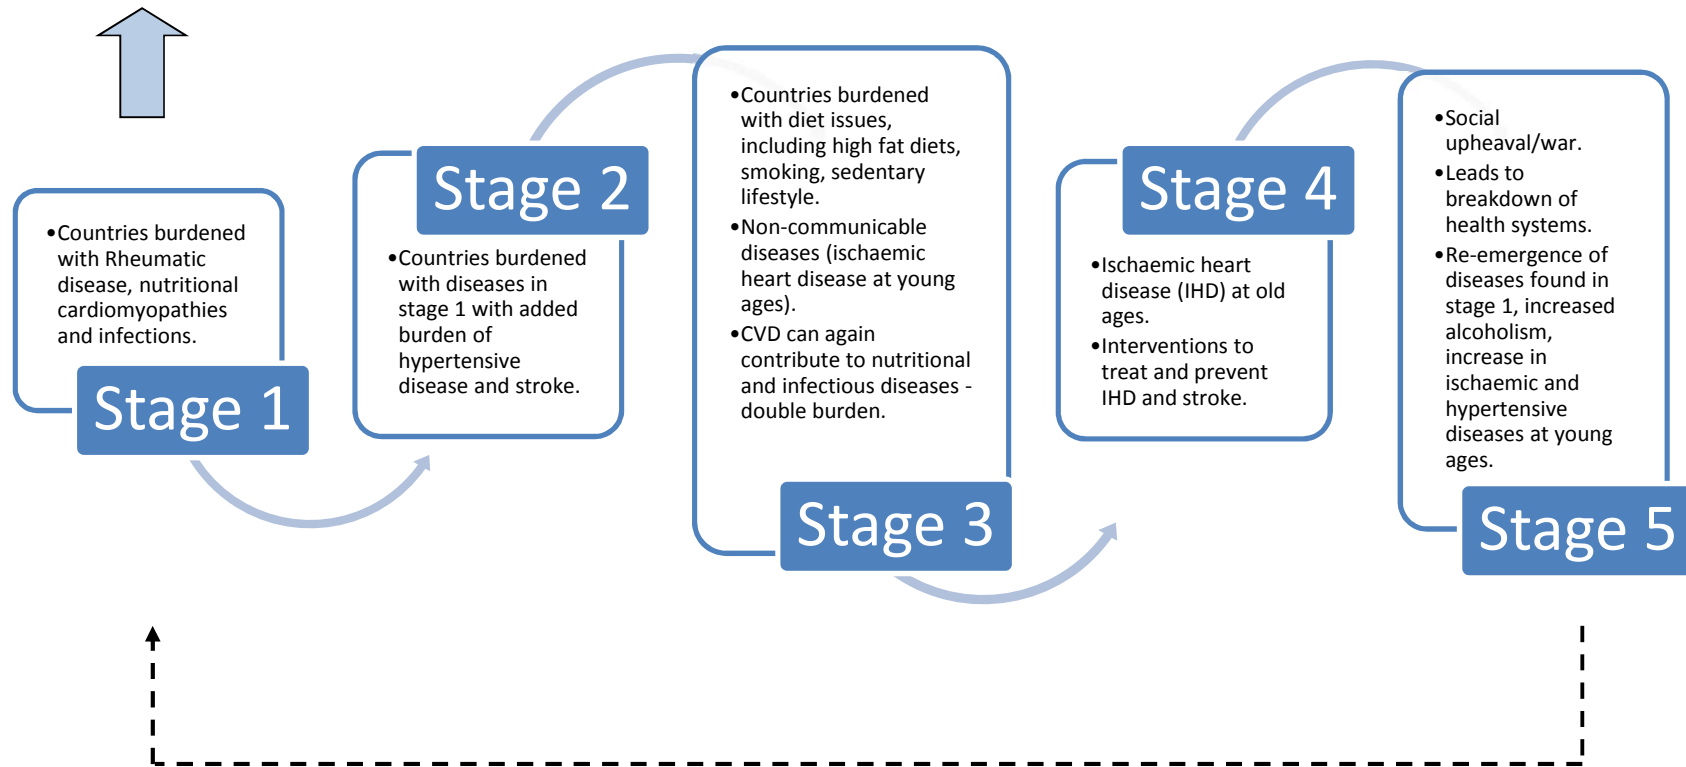 •Countries burdened
with Rheumatic
disease, nutritional
cardiomyopathies
and infections.
Stage 1
Stage 2
•Countries burdened
with diseases in
stage 1 with added
burden of
hypertensive
disease and stroke.
•Countries burdened
with diet issues,
including high fat diets,
smoking, sedentary
lifestyle.
•Non-communicable
diseases (ischaemic
heart disease at young
ages).
•CVD can again
contribute to nutritional
and infectious diseases -
double burden.
Stage 3
Stage 4
•Ischaemic heart
disease (IHD) at old
ages.
•Interventions to
treat and prevent
IHD and stroke.
•Social
upheaval/war.
•Leads to
breakdown of
health systems.
•Re-emergence of
diseases found in
stage 1, increased
alcoholism,
increase in
ischaemic and
hypertensive
diseases at young
ages.
Stage 5